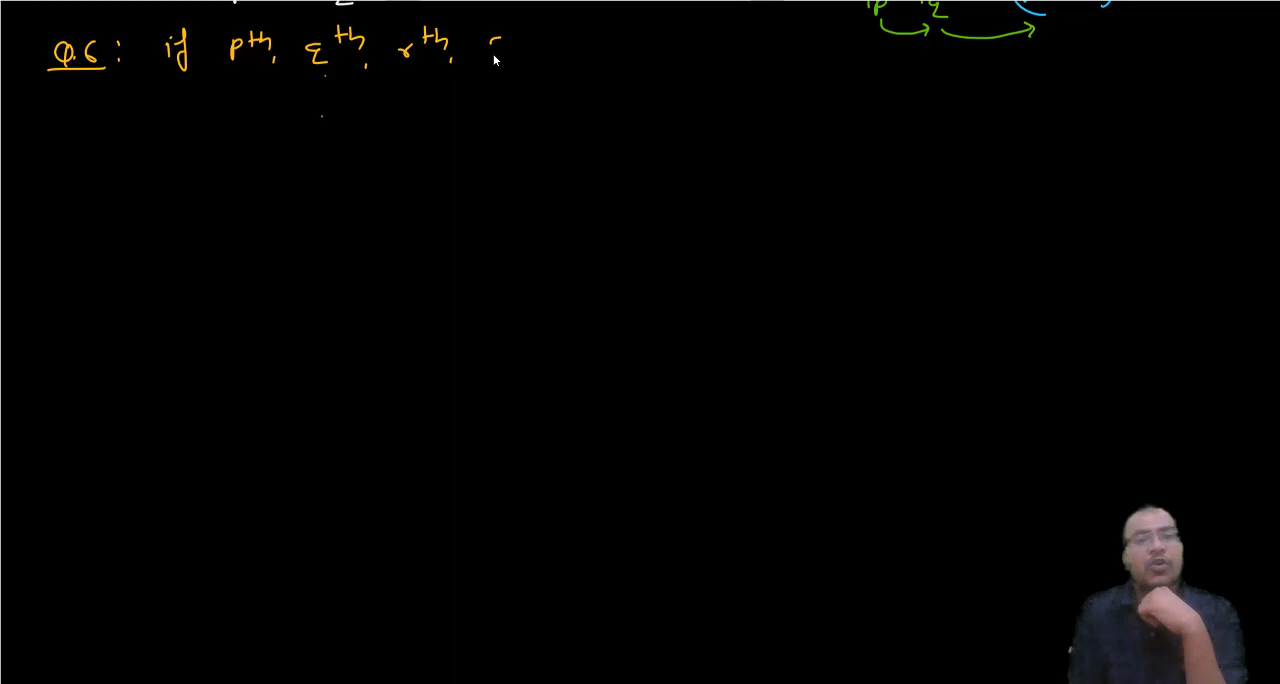 Q.6 : if pth, qth, rth,